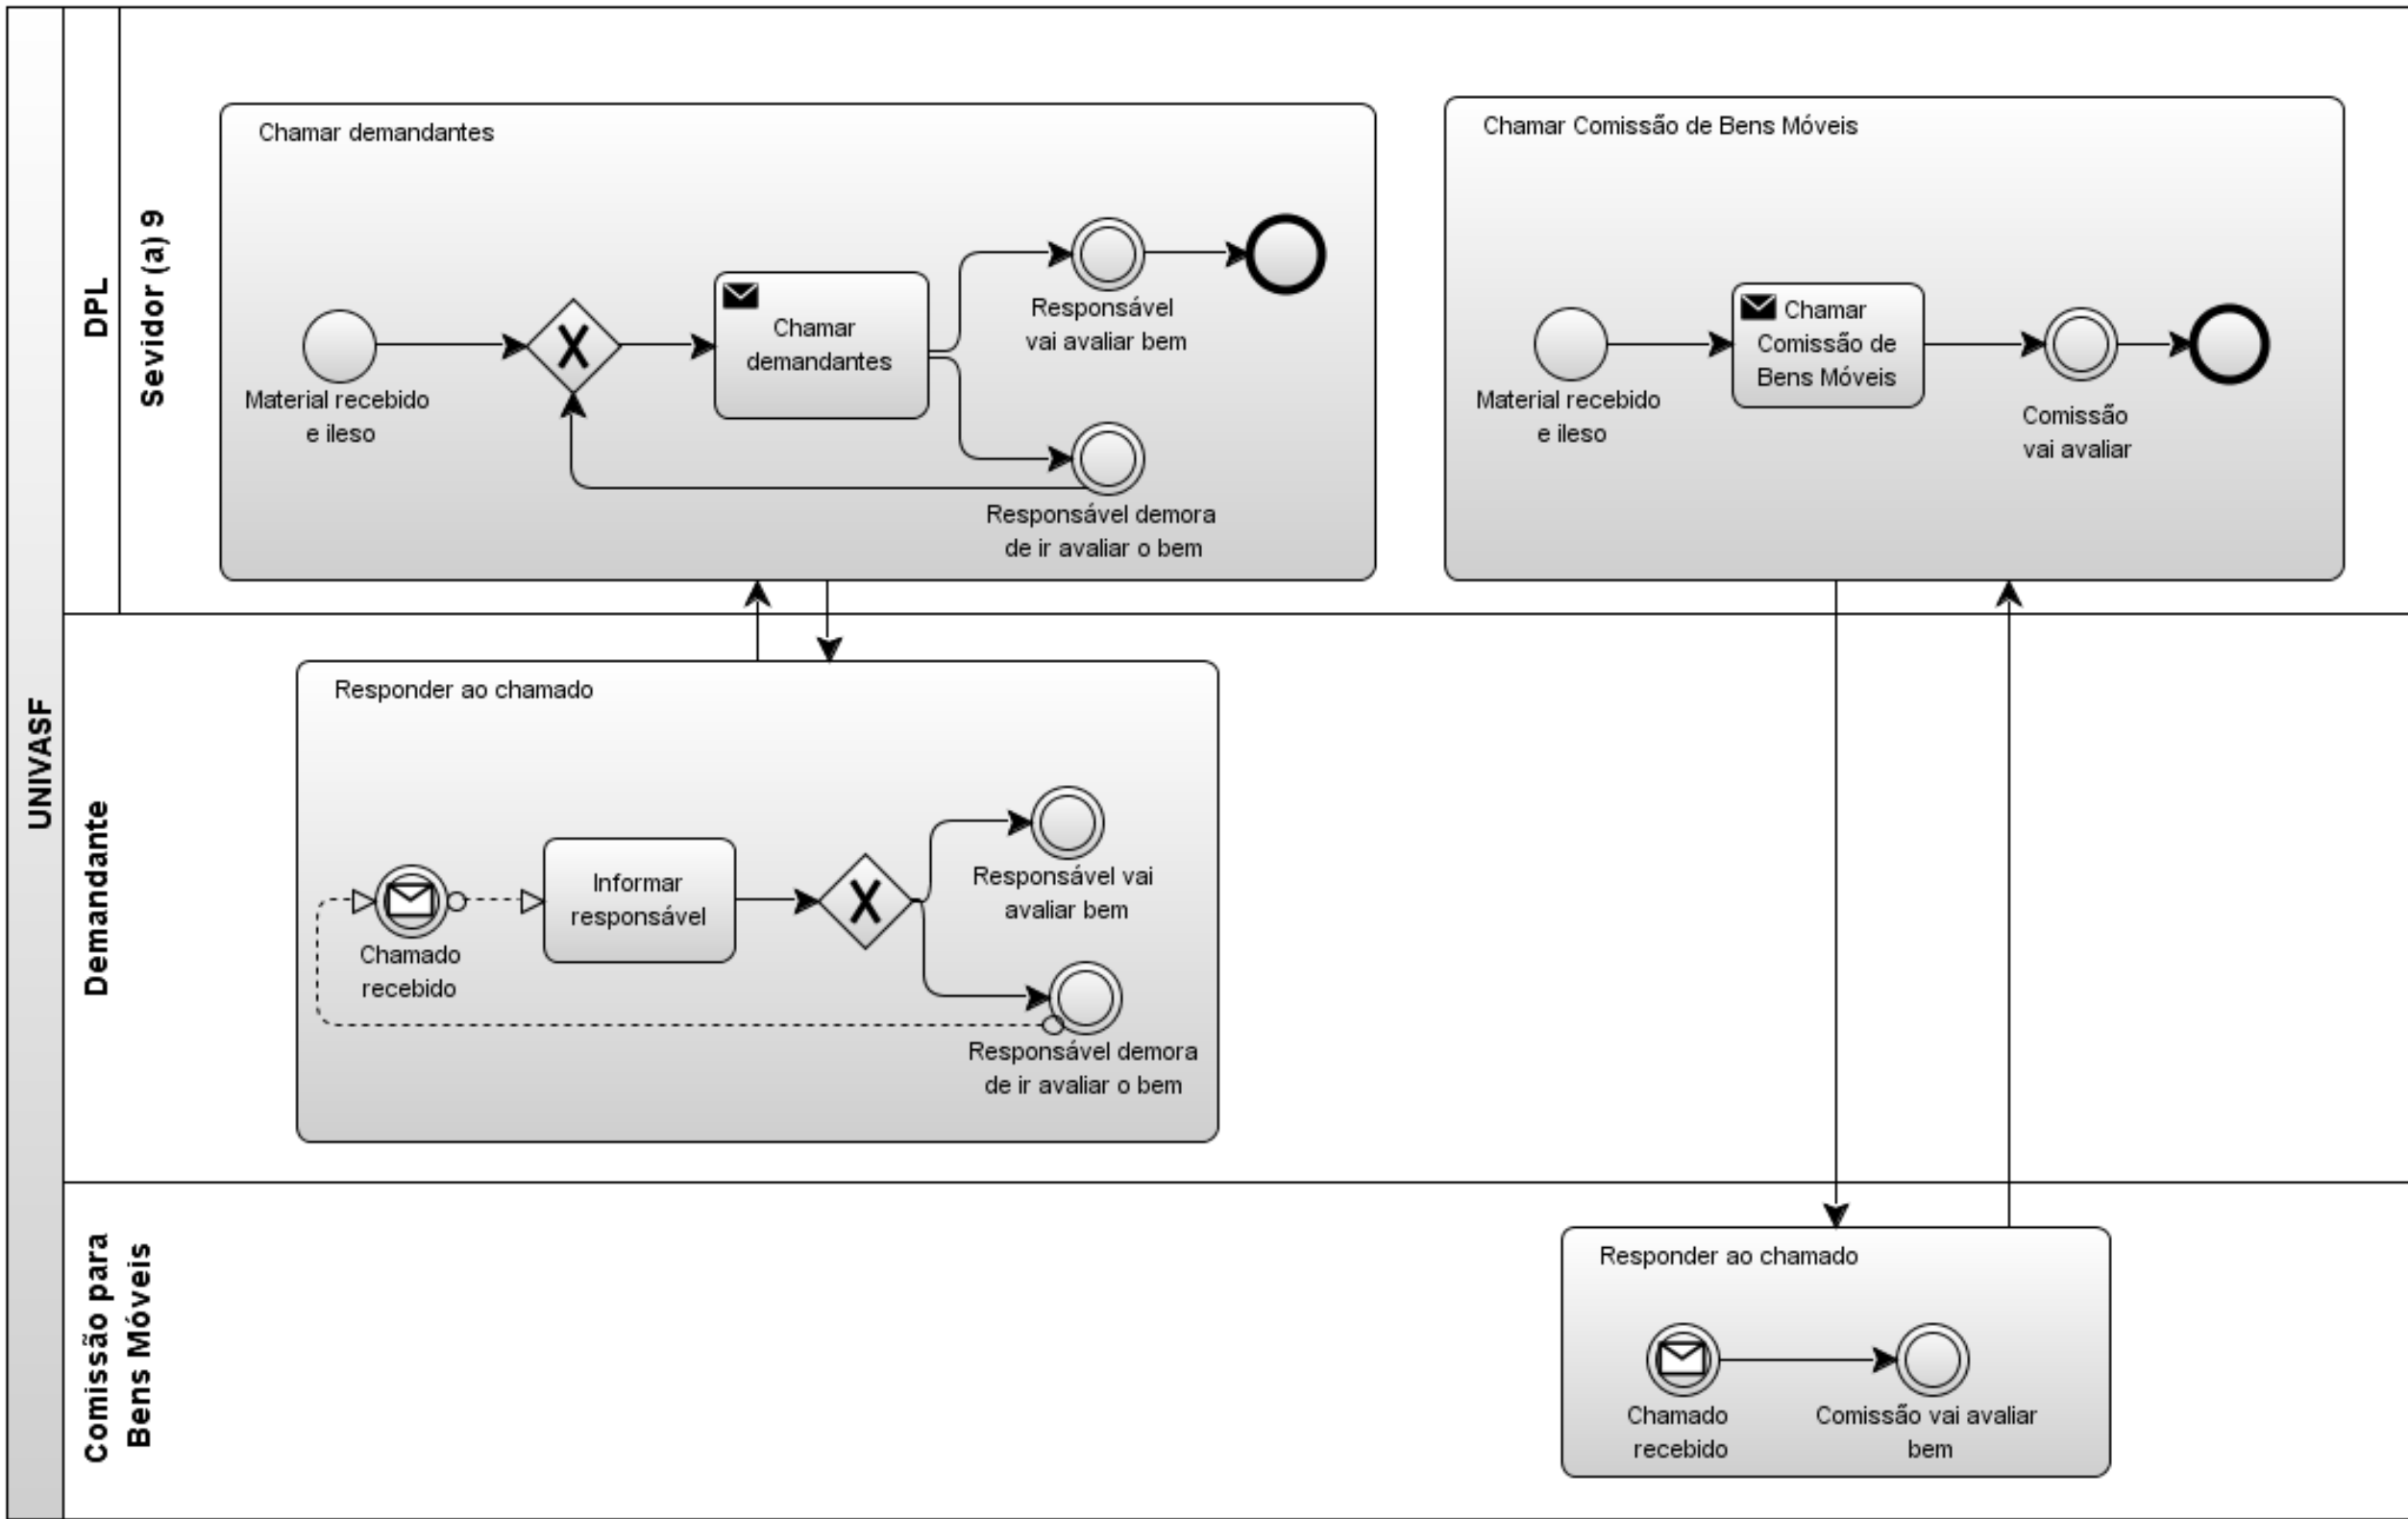 UNIVASF
DPL
Sevidor (a) 9
Chamar demandantes
Material recebido
e ileso
Chamar
demandantes
Responsável
vai avaliar bem
Responsável demora
de ir avaliar o bem
Chamar Comissão de Bens Móveis
Material recebido
e ileso
Chamar
Comissão de
Bens Móveis
Comissão
vai avaliar
Demandante
Responder ao chamado
Chamado
recebido
Informar
responsável
Responsável vai
avaliar bem
Responsável demora
de ir avaliar o bem
Comissão para
Bens Móveis
Responder ao chamado
Chamado
recebido
Comissão vai avaliar
bem